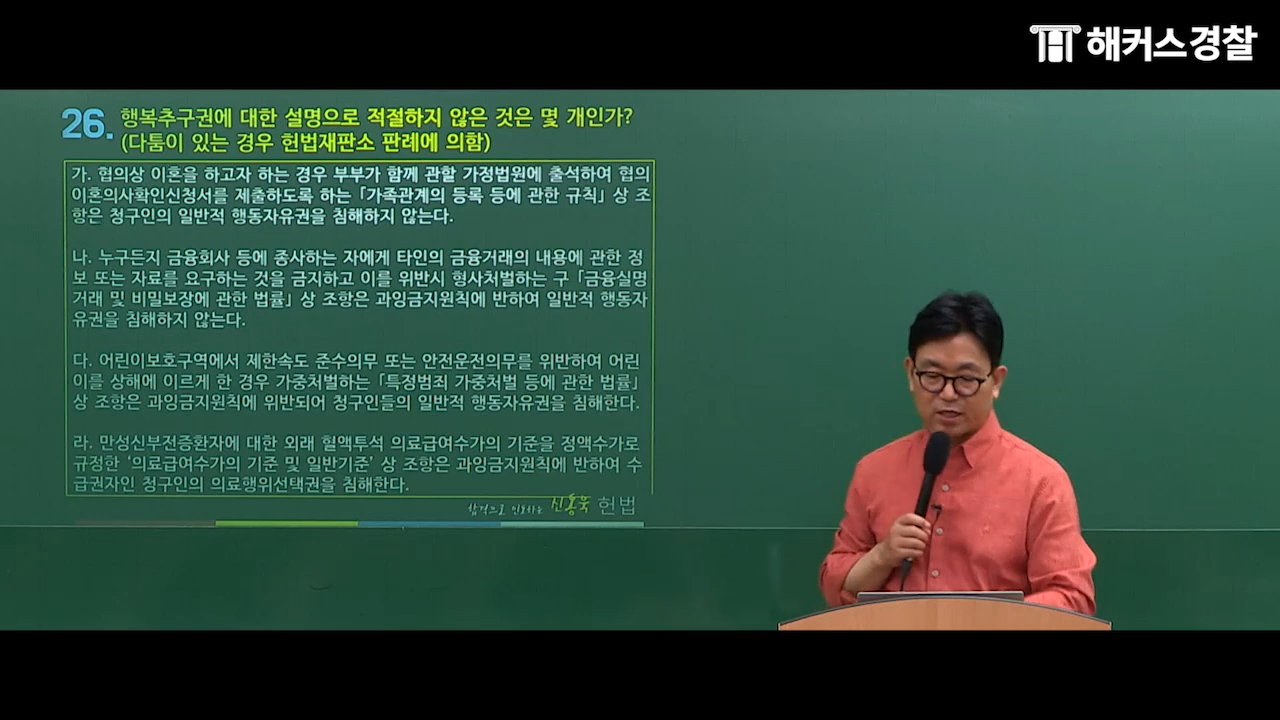 해커스경찰
26. 행복추구권에 대한 설명으로 적절하지 않은 것은 몇 개인가?
(다툼이 있는 경우 헌법재판소 판례에 의함)
가. 협의상 이혼을 하고자 하는 경우 부부가 함께 관할 가정법원에 출석하여 협의
이혼의사확인신청서를 제출하도록 하는 「가족관계의 등록 등에 관한 규칙」 상 조
항은 청구인의 일반적 행동자유권을 침해하지 않는다.
나. 누구든지 금융회사 등에 종사하는 자에게 타인의 금융거래의 내용에 관한 정
보 또는 자료를 요구하는 것을 금지하고 이를 위반시 형사처벌하는 구 「금융실명
거래 및 비밀보장에 관한 법률」 상 조항은 과잉금지원칙에 반하여 일반적 행동자
유권을 침해하지 않는다.
다. 어린이보호구역에서 제한속도 준수의무 또는 안전운전의무를 위반하여 어린
이를 상해에 이르게 한 경우 가중처벌하는 「특정범죄 가중처벌 등에 관한 법률」
상 조항은 과잉금지원칙에 위반되어 청구인들의 일반적 행동자유권을 침해한다.
라. 만성신부전증환자에 대한 외래 혈액투석 의료급여수가의 기준을 정액수가로
규정한 ‘의료급여수가의 기준 및 일반기준’ 상 조항은 과잉금지원칙에 반하여 수
급권자인 청구인의 의료행위선택권을 침해한다.
합격으로 인도하는 신동욱 헌법